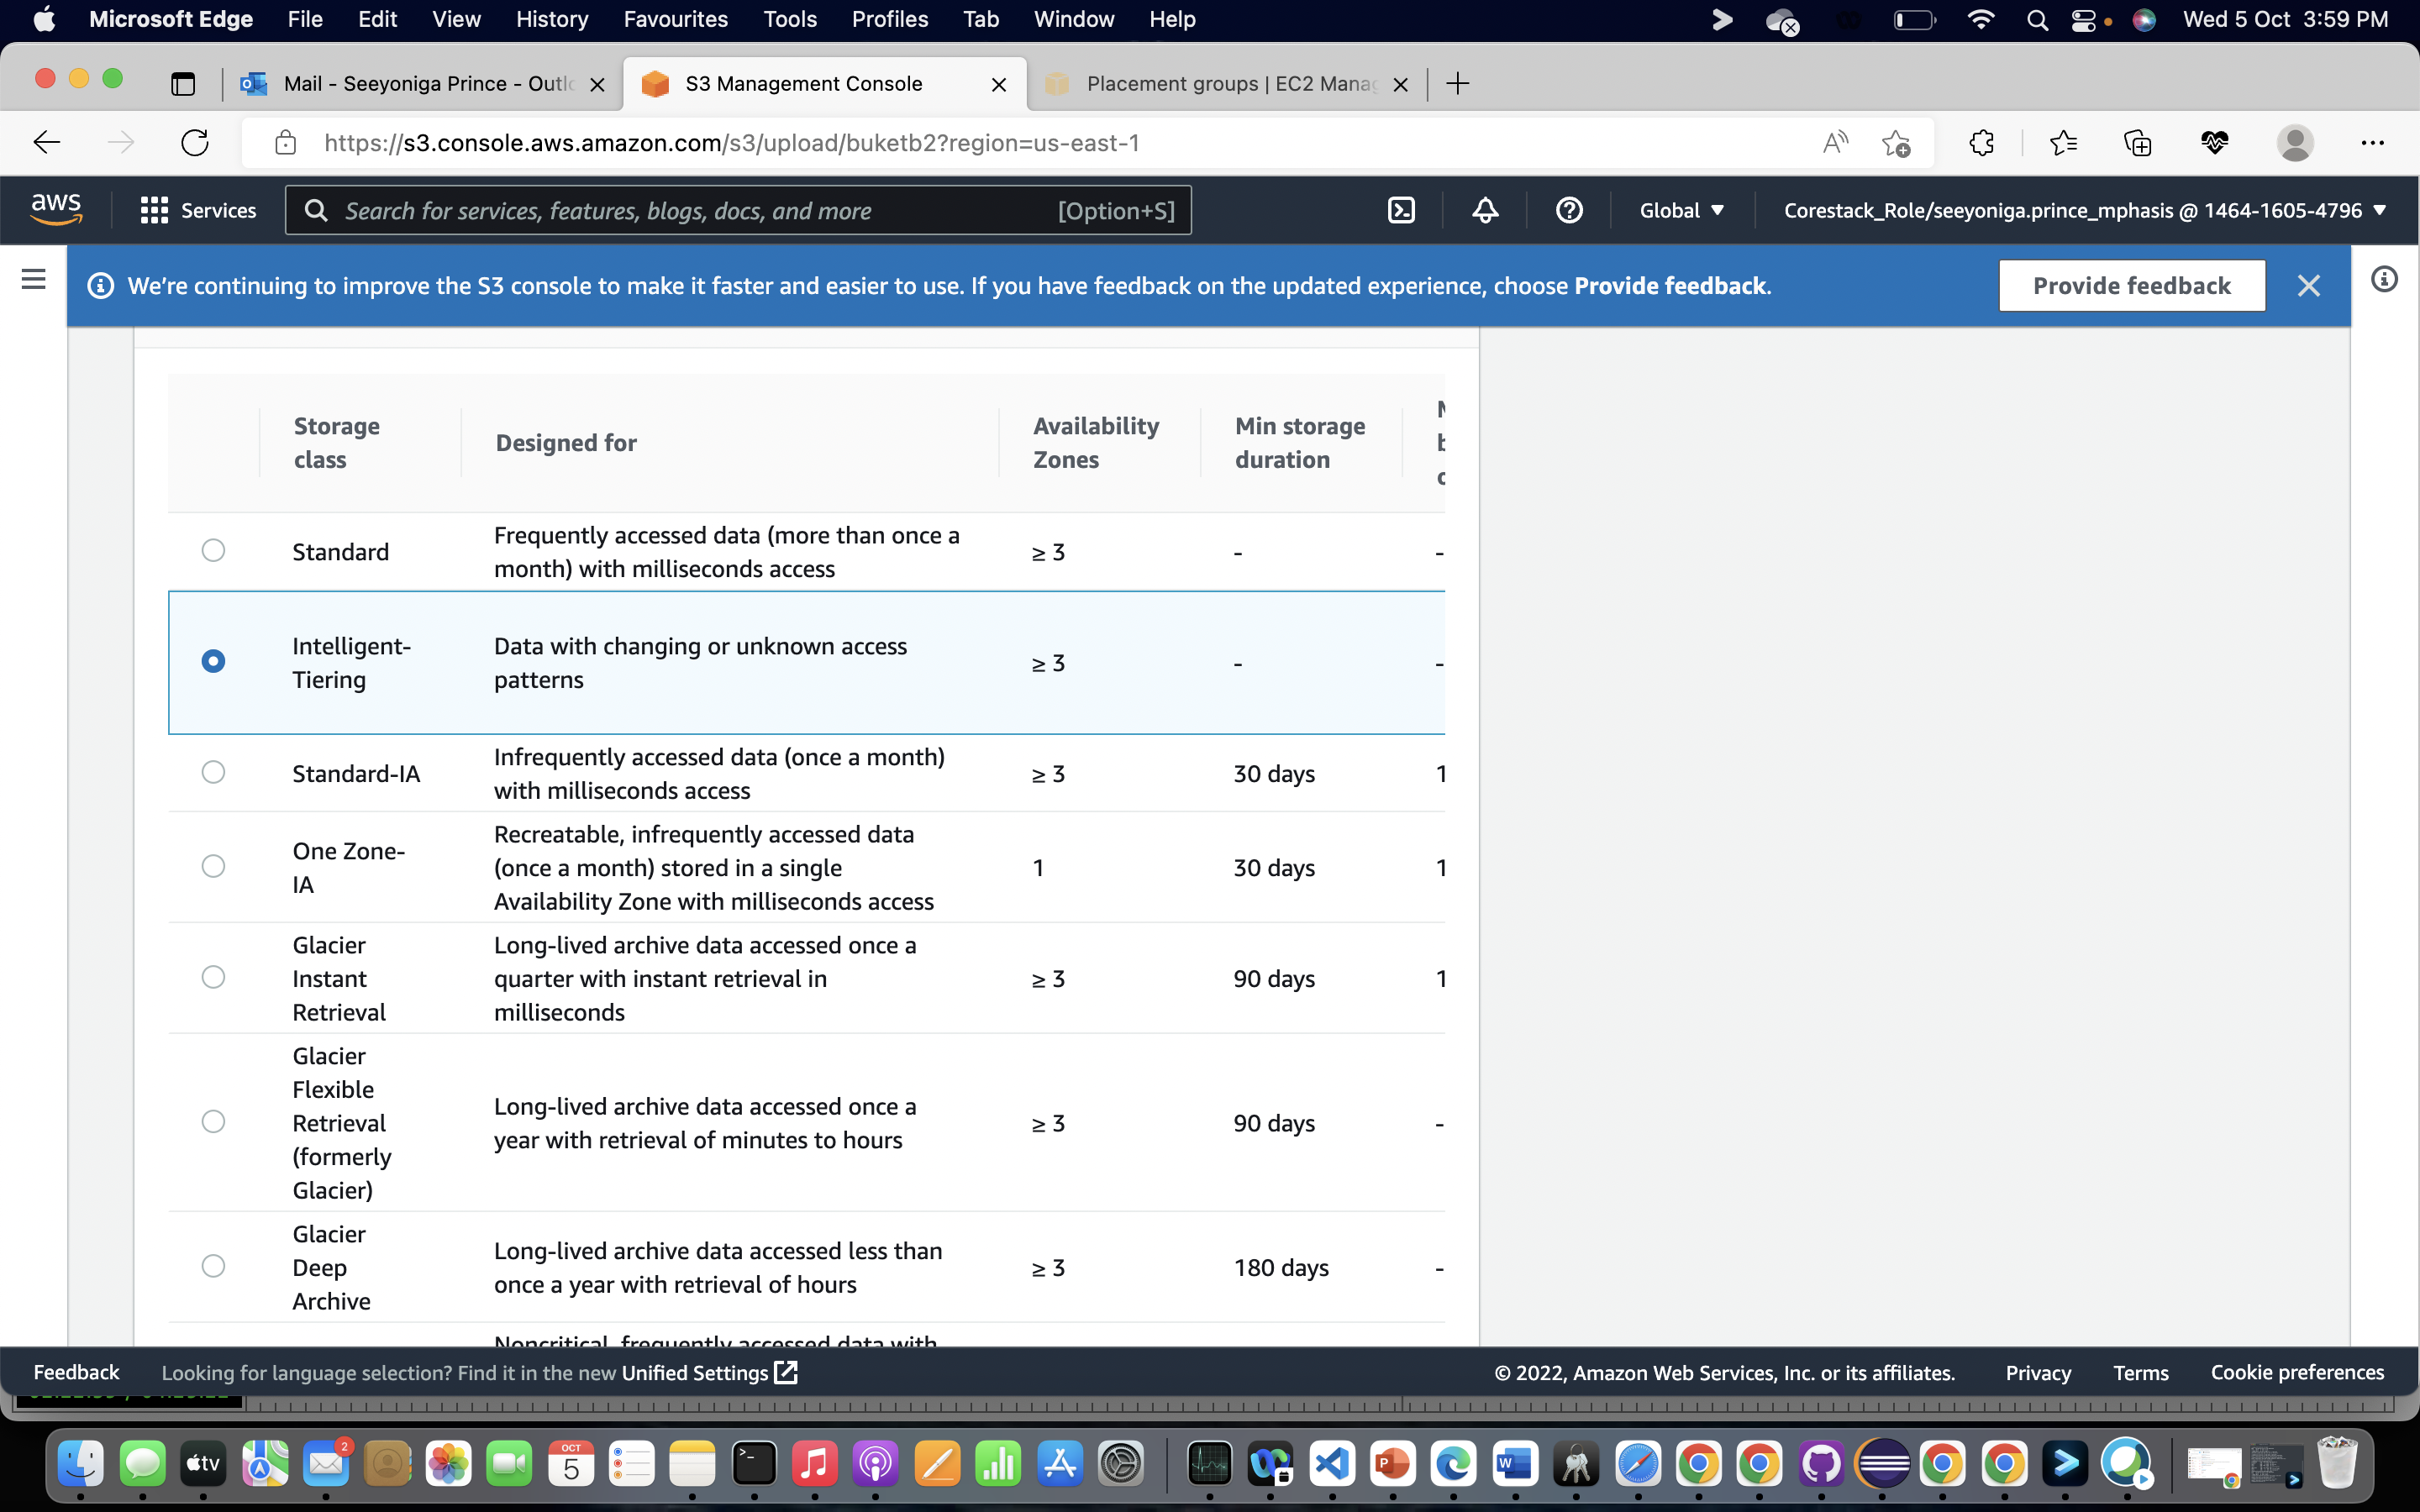 Microsoft Edge File Edit View History Favourites Tools Profiles Tab Window Help Wed 5 Oct 3:59 PM
Mail - Seeyoniga Prince - Outlo S3 Management Console Placement groups | EC2 Manag
https://s3.console.aws.amazon.com/s3/upload/buketb2?region=us-east-1
aws Services Search for services, features, blogs, docs, and more [Option+S] Global Corestack_Role/seeyoniga.prince_mphasis @ 1464-1605-4796
We're continuing to improve the S3 console to make it faster and easier to use. If you have feedback on the updated experience, choose Provide feedback. Provide feedback
Storage class Designed for Availability Zones Min storage duration
Standard Frequently accessed data (more than once a month) with milliseconds access ≥ 3 - -
Intelligent-Tiering Data with changing or unknown access patterns ≥ 3 - -
Standard-IA Infrequently accessed data (once a month) with milliseconds access ≥ 3 30 days 1
One Zone-IA Recreatable, infrequently accessed data (once a month) stored in a single Availability Zone with milliseconds access 1 30 days 1
Glacier Instant Retrieval Long-lived archive data accessed once a quarter with instant retrieval in milliseconds ≥ 3 90 days 1
Glacier Flexible Retrieval (formerly Glacier) Long-lived archive data accessed once a year with retrieval of minutes to hours ≥ 3 90 days -
Glacier Deep Archive Long-lived archive data accessed less than once a year with retrieval of hours ≥ 3 180 days -
Noncritical, frequently accessed data with
Feedback Looking for language selection? Find it in the new Unified Settings © 2022, Amazon Web Services, Inc. or its affiliates. Privacy Terms Cookie preferences
tv 2 OCT 5 P W